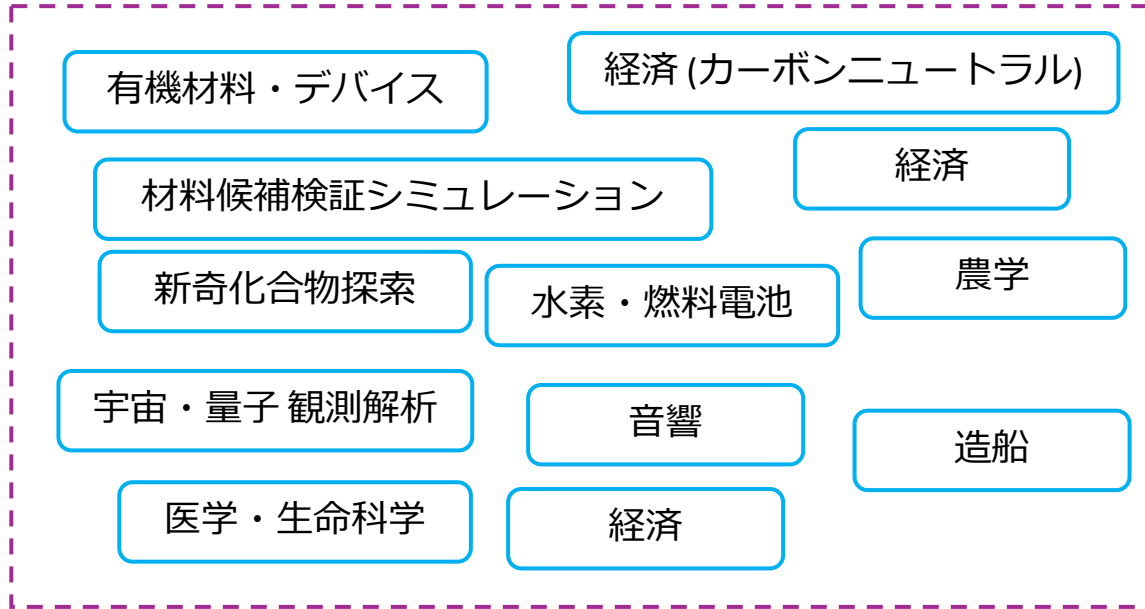 有機材料・デバイス
経済 (カーボンニュートラル)
経済
材料候補検証シミュレーション
新奇化合物探索
水素・燃料電池
農学
宇宙・量子 観測解析
音響
造船
医学・生命科学
経済